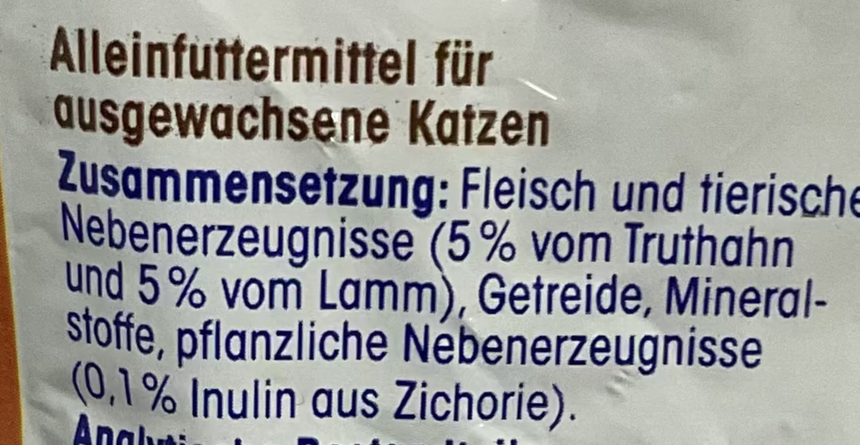 Alleinfuttermittel für
ausgewachsene Katzen
Zusammensetzung: Fleisch und tierische
Nebenerzeugnisse (5 % vom Truthahn
und 5 % vom Lamm), Getreide, Mineral-
stoffe, pflanzliche Nebenerzeugnisse
(0,1 % Inulin aus Zichorie).